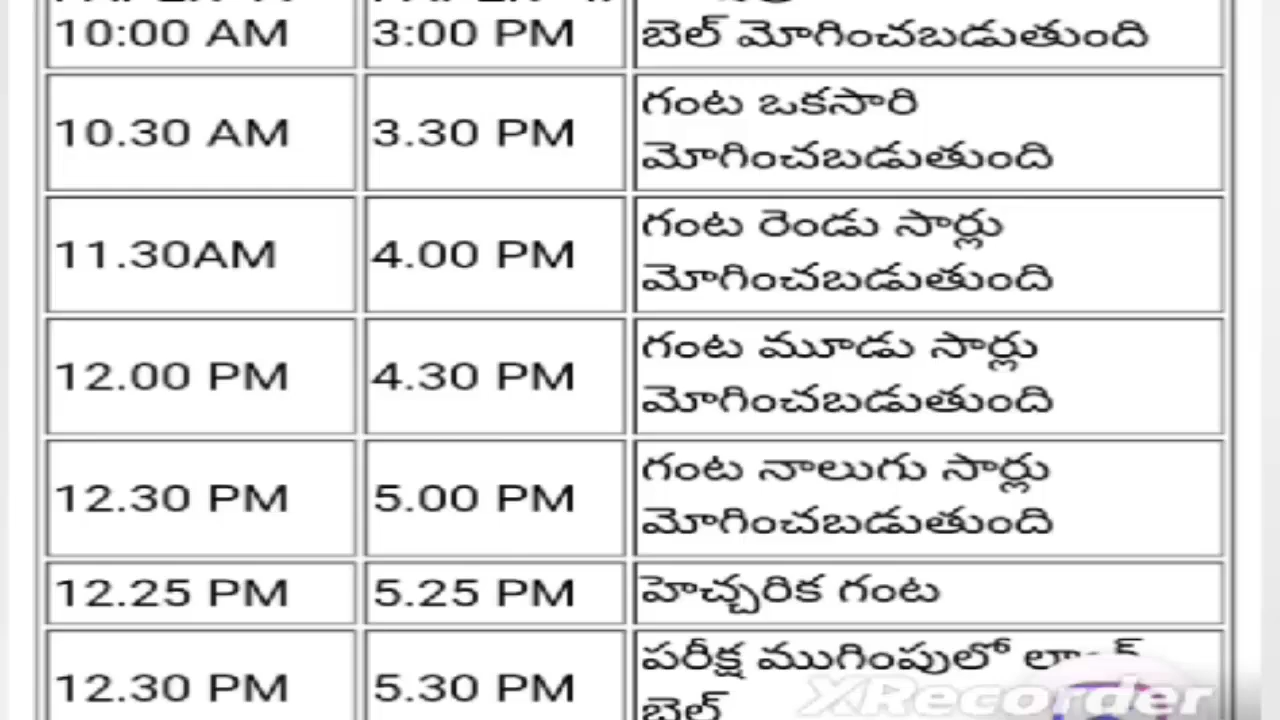 10:00 AM 3:00 PM బెల్ మోగించబడుతుంది
10.30 AM 3.30 PM గంట ఒకసారి
మోగించబడుతుంది
11.30AM 4.00 PM గంట రెండు సార్లు
మోగించబడుతుంది
12.00 PM 4.30 PM గంట మూడు సార్లు
మోగించబడుతుంది
12.30 PM 5.00 PM గంట నాలుగు సార్లు
మోగించబడుతుంది
12.25 PM 5.25 PM హెచ్చరిక గంట
12.30 PM 5.30 PM పరీక్ష ముగింపులో
బెల్
XRecorder